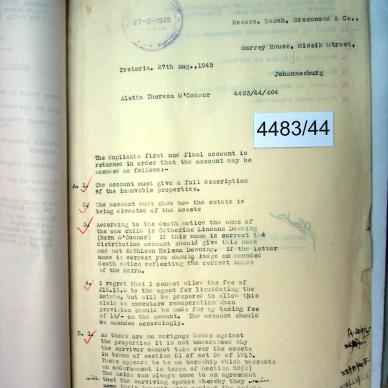 27-8-1945
Messrs. Marsh, Greenwood & Co.,
Surrey House, Rissik Street,
Pretoria. 27th Aug., 1945
Johannesburg
Aletta Theresa O'Connor 4483/44/464
4483/44
The duplicate first and final account is
returned in order that the account may be
amended as follows:-
A. 1. The account must give a full description
of the immovable properties.
2. The account must show how the estate is
being divested of the assets
3. According to the death notice the name of
the one child is Catherine Downing
(Born O'Connor) If this name is correct the
distribution account should give this name
and not Kathleen Helena Downing. If the latter
name is correct you should lodge an amended
death notice reflecting the correct names
of the Heirs.
4. I regret that I cannot allow the fee of
to the agent for liquidating the
Estate, but will be prepared to allow this
as executors remuneration when
provision should be made for taxing fee
of on the amount. The account should
be amended accordingly.
1. As there are no mortgage bonds against
the properties it is not understood why
the survivor cannot take over the assets
in terms of section 51 of Act 24 of 1913.
There appears to be an usufruct which warrants
an endorsement in terms of section
The heirs can always come to an agreement
that the surviving spouse thereby